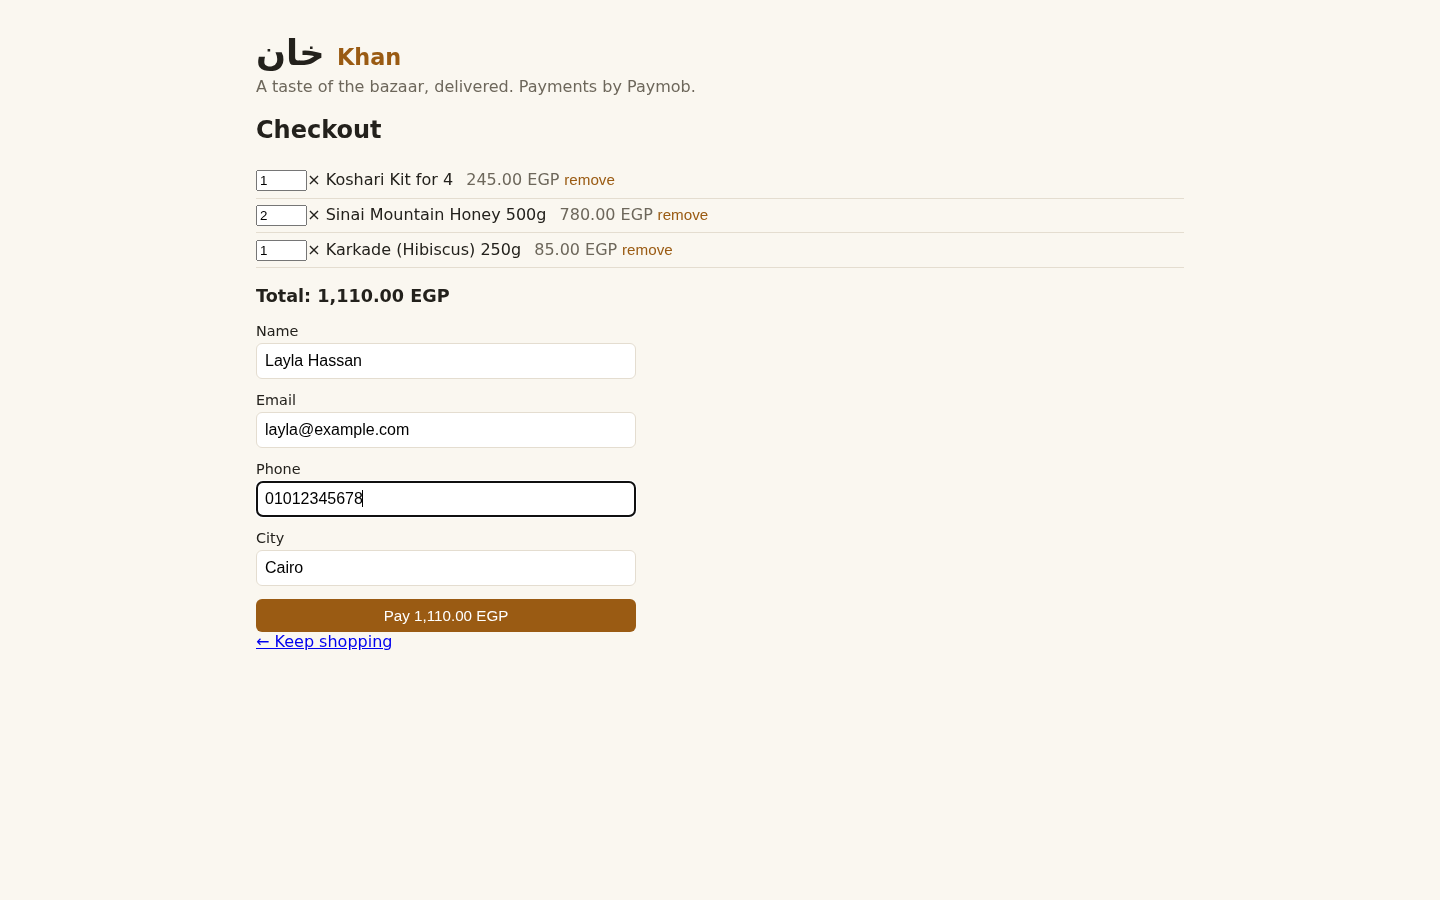 خان Khan
A taste of the bazaar, delivered. Payments by Paymob.
Checkout
1 × Koshari Kit for 4 245.00 EGP remove
2 × Sinai Mountain Honey 500g 780.00 EGP remove
1 × Karkade (Hibiscus) 250g 85.00 EGP remove
Total: 1,110.00 EGP
Name
Layla Hassan
Email
layla@example.com
Phone
01012345678
City
Cairo
Pay 1,110.00 EGP
← Keep shopping